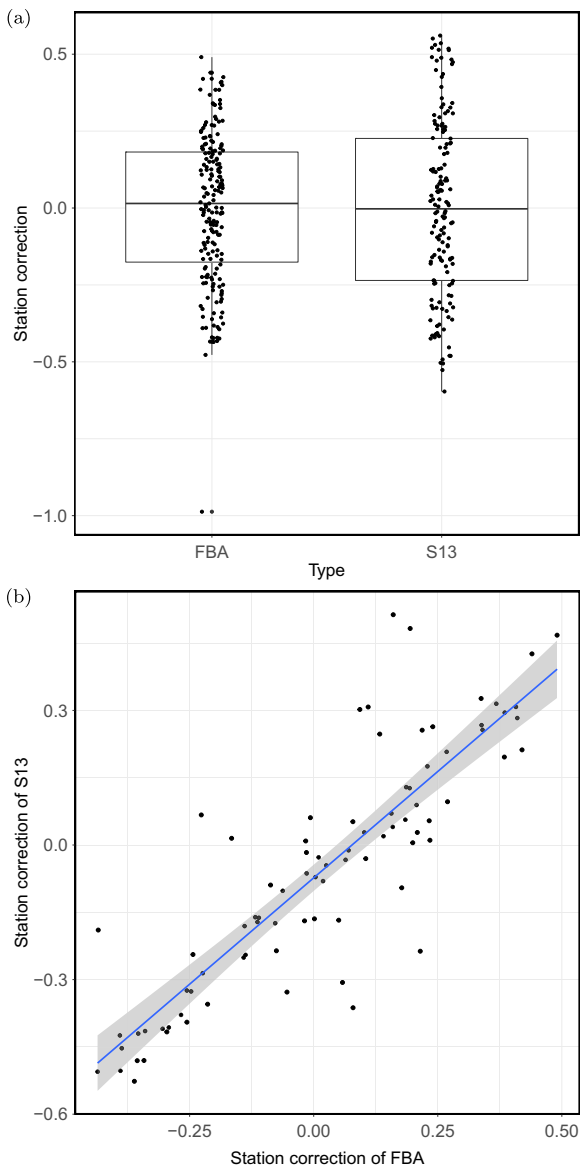 (a)
0.5
0.0
−0.5
−1.0
Station correction
FBA
S13
Type
(b)
0.3
0.0
−0.3
−0.6
Station correction of S13
−0.25
0.00
0.25
0.50
Station correction of FBA